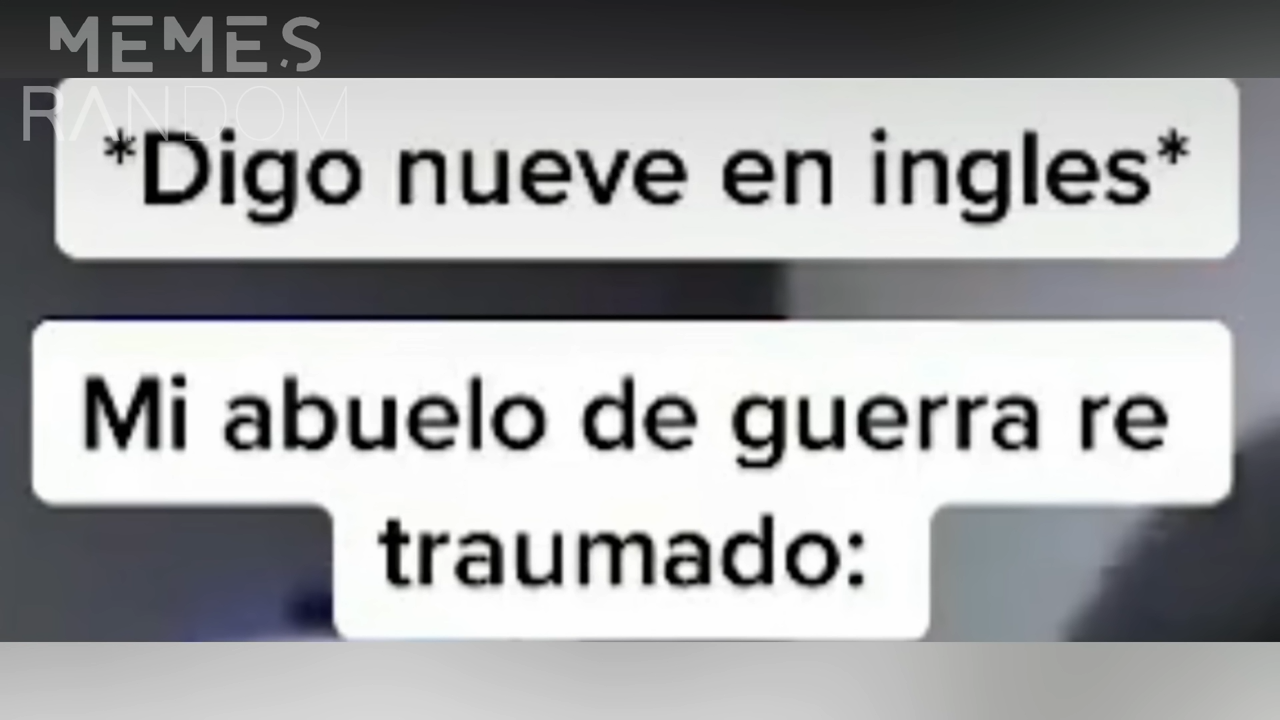 MEMES
RANDOM
*Digo nueve en ingles*
Mi abuelo de guerra re
traumado: